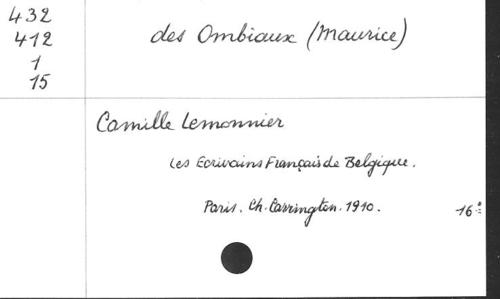 432
412
1
15
des Ombiaux (Maurice)
Camille Lemonnier
Les Ecrivains Français de Belgique.
Paris. Ch. Carrington. 1910.
16°